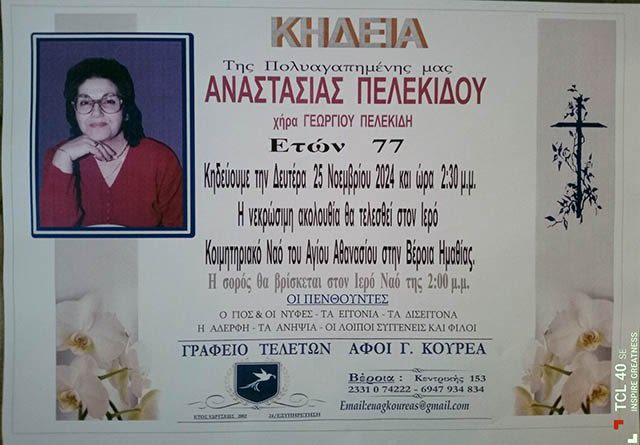 ΚΗΔΕΙΑ
Της Πολυαγαπημένης μας
ΑΝΑΣΤΑΣΙΑΣ ΠΕΛΕΚΙΔΟΥ
χήρα ΓΕΩΡΓΙΟΥ ΠΕΛΕΚΙΔΗ
Ετών 77
Κηδεύουμε την Δευτέρα 25 Νοεμβρίου 2024 και ώρα 2:30 μ.μ.
Η νεκρώσιμη ακολουθία θα τελεσθεί στον Ιερό
Κοιμητηριακό Ναό του Αγίου Αθανασίου στην Βέροια Ημαθίας.
Η σορός θα βρίσκεται στον Ιερό Ναό της 2:00 μ.μ.
ΟΙ ΠΕΝΘΟΥΝΤΕΣ
Ο ΓΙΟΣ & ΟΙ ΝΥΦΕΣ - ΤΑ ΕΓΓΟΝΙΑ - ΤΑ ΔΙΣΕΓΓΟΝΑ
Η ΑΔΕΡΦΗ - ΤΑ ΑΝΗΨΙΑ - ΟΙ ΛΟΙΠΟΙ ΣΥΓΓΕΝΕΙΣ ΚΑΙ ΦΙΛΟΙ
ΓΡΑΦΕΙΟ ΤΕΛΕΤΩΝ ΑΦΟΙ Γ. ΚΟΥΡΕΑ
Βέροια : Κεντρικής 153
2331 0 74222 - 6947 934 834
Email:euagkoureas@gmail.com
ΕΤΟΣ ΙΔΡΥΣΕΩΣ 2002
24/ΕΞΥΠΗΡΕΤΗΣΗ
TCL 40 SE
INSPIRE GREATNESS